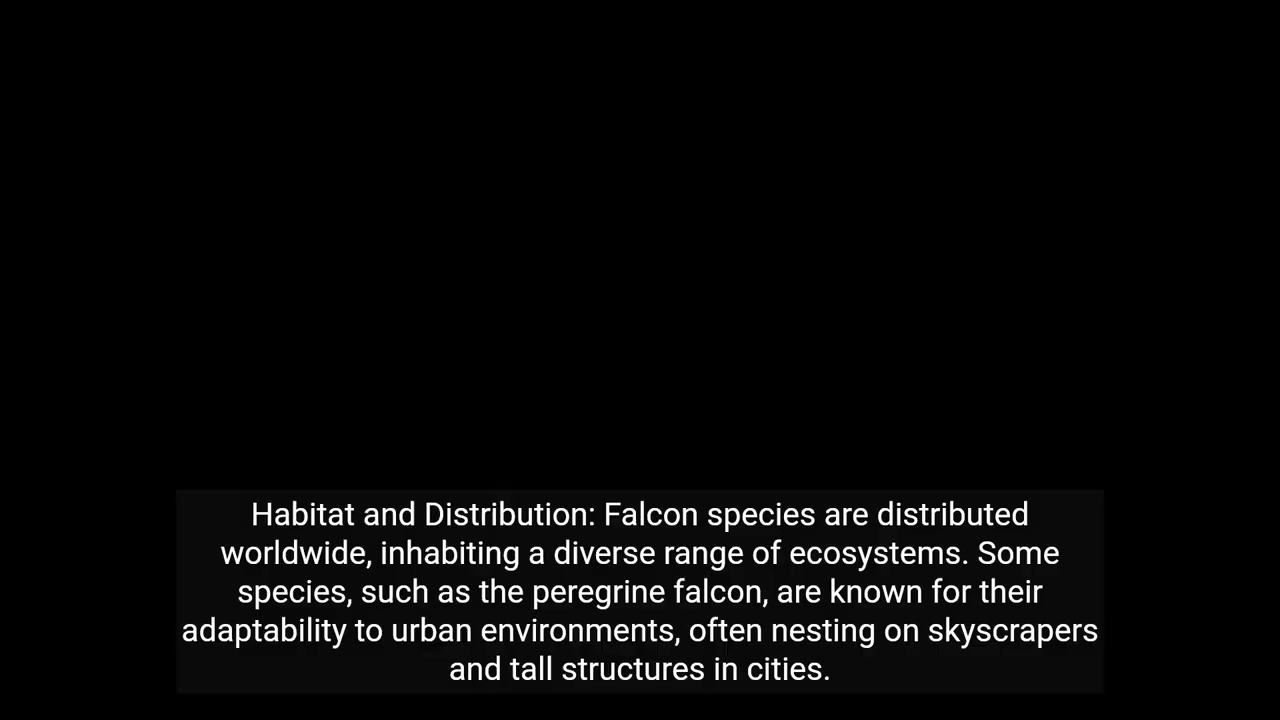 Habitat and Distribution: Falcon species are distributed
worldwide, inhabiting a diverse range of ecosystems. Some
species, such as the peregrine falcon, are known for their
adaptability to urban environments, often nesting on skyscrapers
and tall structures in cities.